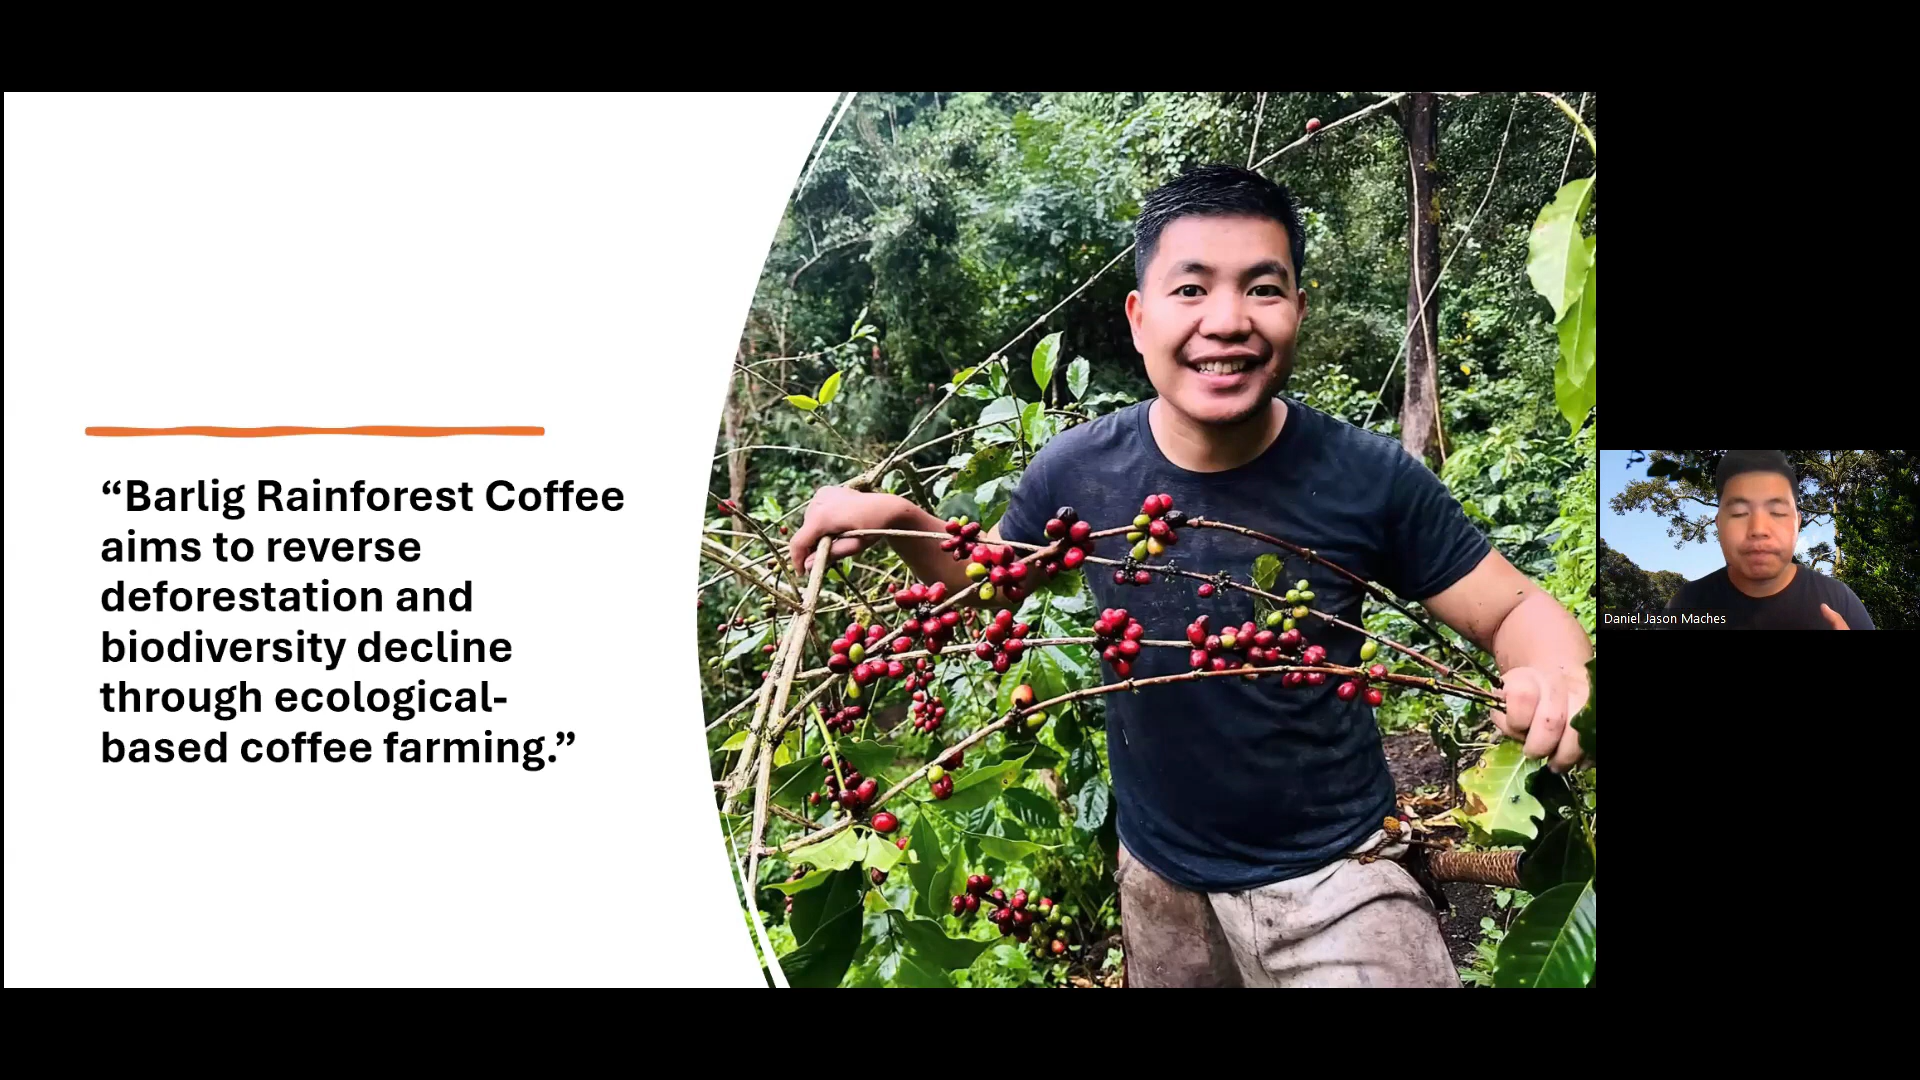 “Barlig Rainforest Coffee
aims to reverse
deforestation and
biodiversity decline
through ecological-
based coffee farming.”
Daniel Jason Maches